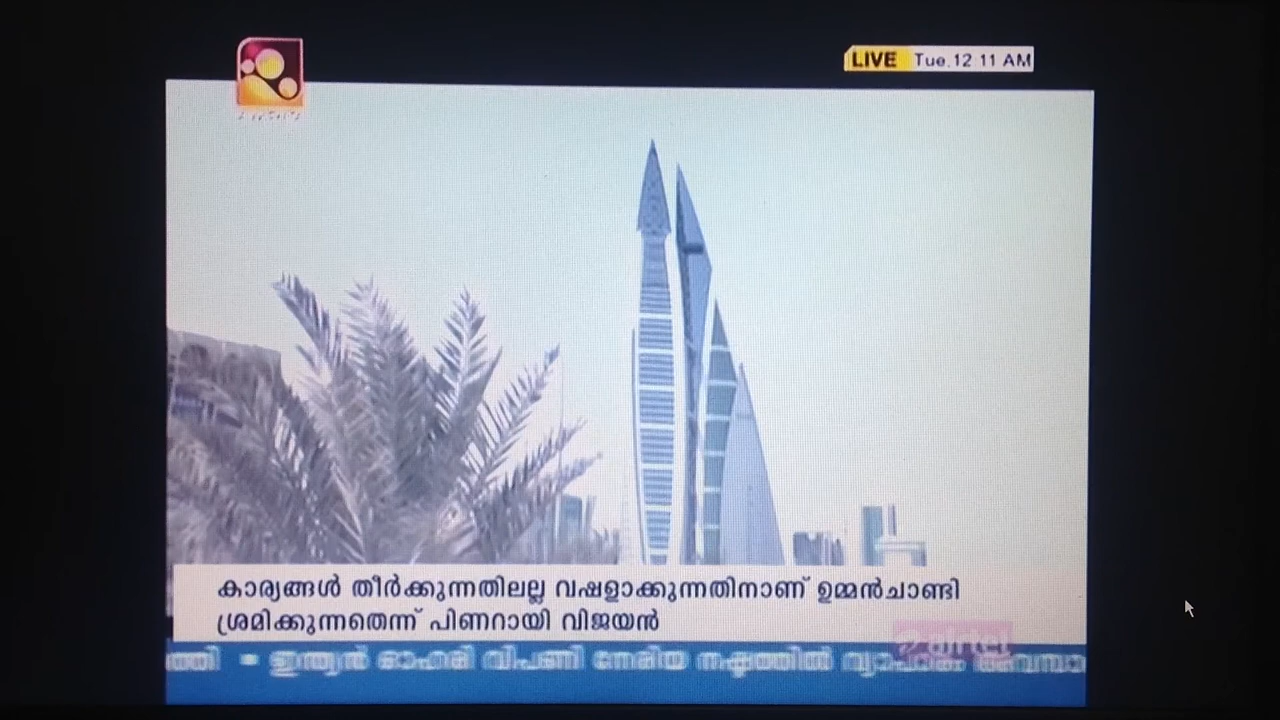 LIVE Tue.12 11 AM
കാര്യങ്ങൾ തീർക്കുന്നതിലല്ല വഷളാക്കുന്നതിനാണ് ഉമ്മൻചാണ്ടി
ശ്രമിക്കുന്നതെന്ന് പിണറായി വിജയൻ
airtel
ഇന്ത്യൻ ഓഹരി വിപണി നേരിയ നഷ്ടത്തിൽ വ്യാപാരം